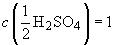 c(1/2 H2SO4) = 1